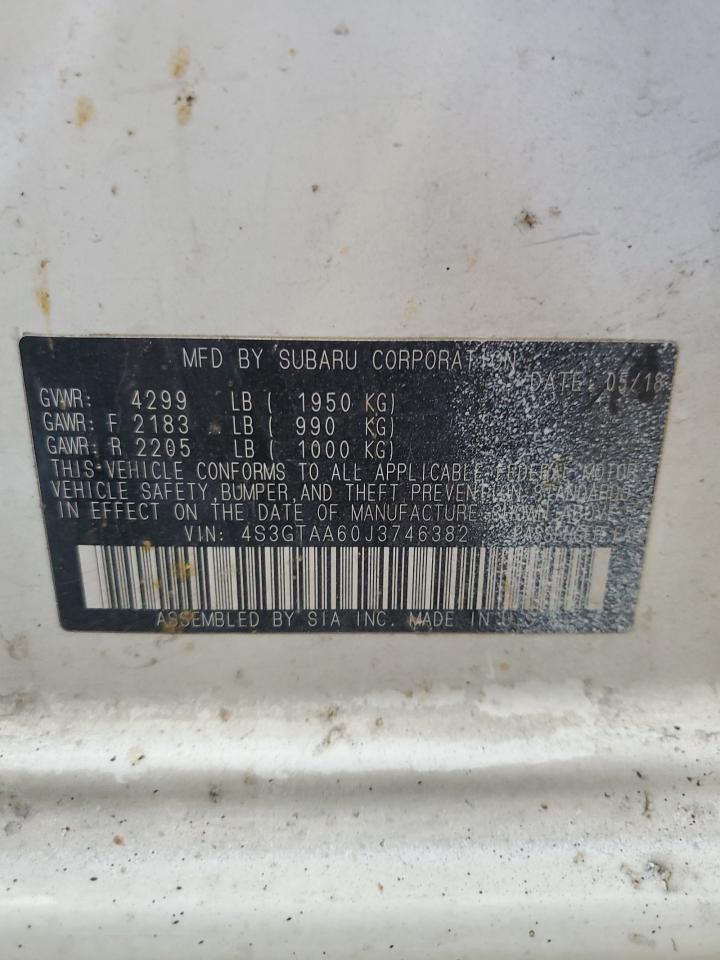 MFD BY SUBARU CORPORATION
DATE 05/18
GVWR: 4299 LB ( 1950 KG)
GAWR: F 2183 LB ( 990 KG)
GAWR: R 2205 LB ( 1000 KG)
THIS VEHICLE CONFORMS TO ALL APPLICABLE FEDERAL MOTOR
VEHICLE SAFETY, BUMPER, AND THEFT PREVENTION STANDARDS
IN EFFECT ON THE DATE OF MANUFACTURE SHOWN ABOVE
VIN: 4S3GTAA60J3746382
ASSEMBLED BY SIA INC. MADE IN